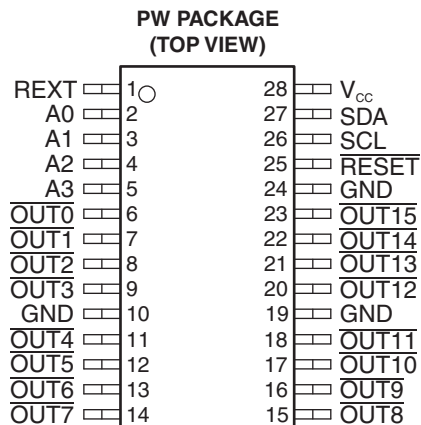 PW PACKAGE
(TOP VIEW)
REXT 1 28 VCC
A0 2 27 SDA
A1 3 26 SCL
A2 4 25 RESET
A3 5 24 GND
OUT0 6 23 OUT15
OUT1 7 22 OUT14
OUT2 8 21 OUT13
OUT3 9 20 OUT12
GND 10 19 GND
OUT4 11 18 OUT11
OUT5 12 17 OUT10
OUT6 13 16 OUT9
OUT7 14 15 OUT8